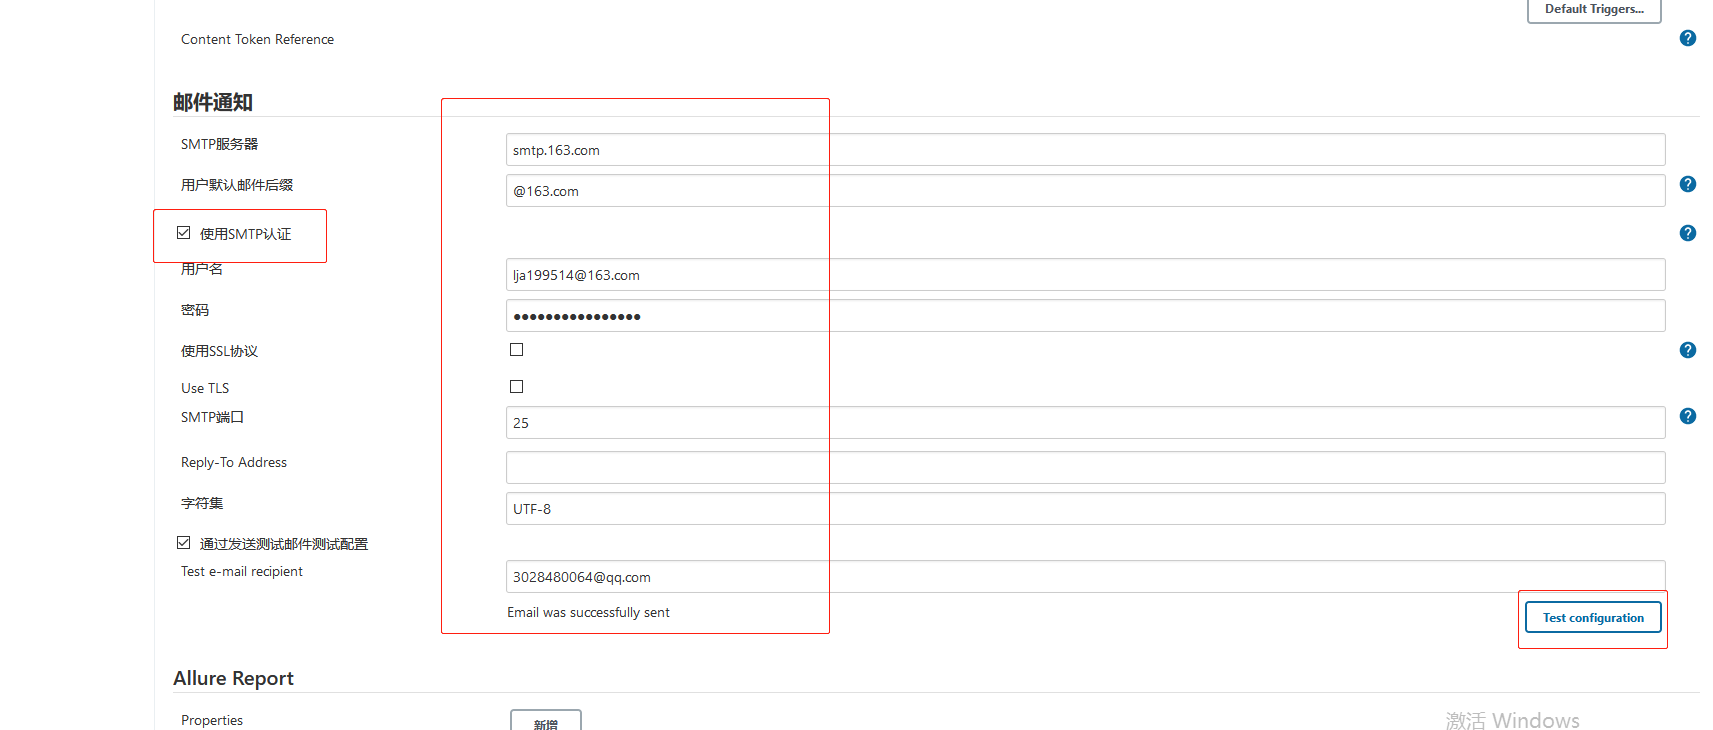 Default Triggers...
Content Token Reference
邮件通知
SMTP服务器
smtp.163.com
用户默认邮件后缀
@163.com
使用SMTP认证
用户名
lja199514@163.com
密码
●●●●●●●●●●●●●●●●
使用SSL协议
Use TLS
SMTP端口
25
Reply-To Address
字符集
UTF-8
通过发送测试邮件测试配置
Test e-mail recipient
3028480064@qq.com
Email was successfully sent
Test configuration
Allure Report
Properties
新增
激活 Windows